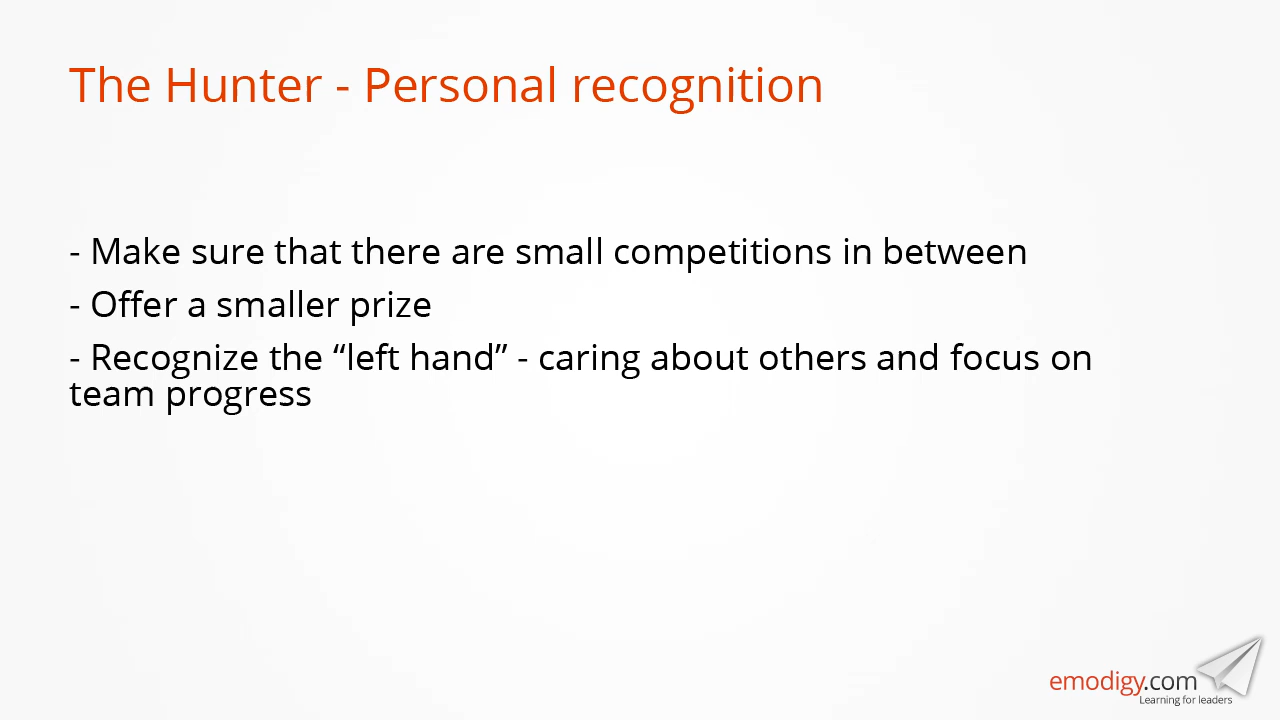 The Hunter - Personal recognition
- Make sure that there are small competitions in between
- Offer a smaller prize
- Recognize the “left hand” - caring about others and focus on
team progress
emodigy.com
Learning for leaders